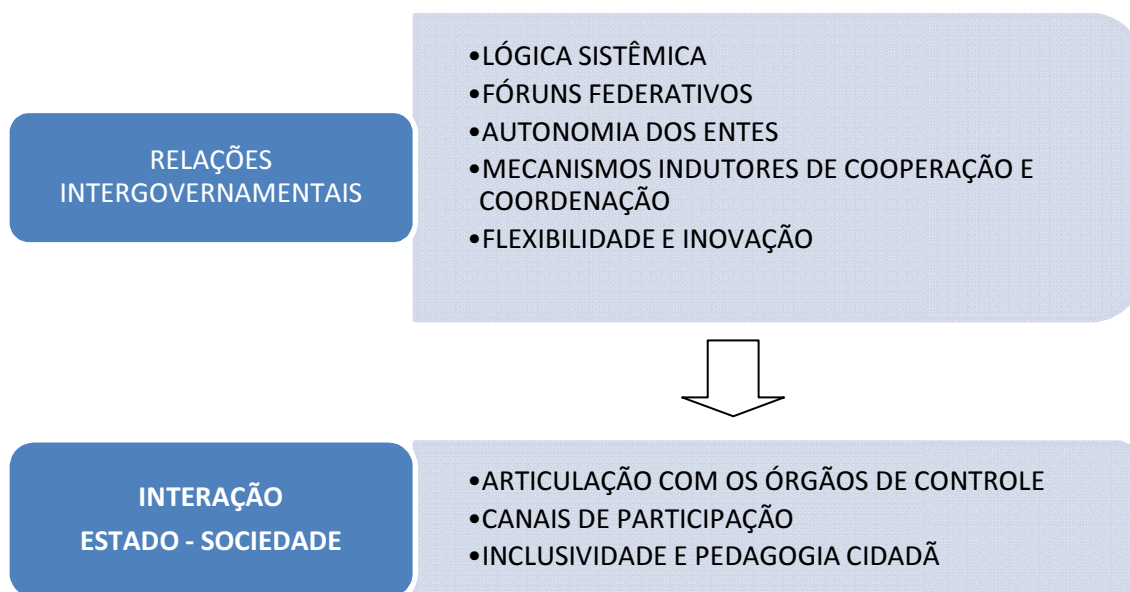 RELAÇÕES
INTERGOVERNAMENTAIS
•LÓGICA SISTÊMICA
•FÓRUNS FEDERATIVOS
•AUTONOMIA DOS ENTES
•MECANISMOS INDUTORES DE COOPERAÇÃO E
COORDENAÇÃO
•FLEXIBILIDADE E INOVAÇÃO
INTERAÇÃO
ESTADO - SOCIEDADE
•ARTICULAÇÃO COM OS ÓRGÃOS DE CONTROLE
•CANAIS DE PARTICIPAÇÃO
•INCLUSIVIDADE E PEDAGOGIA CIDADÃ